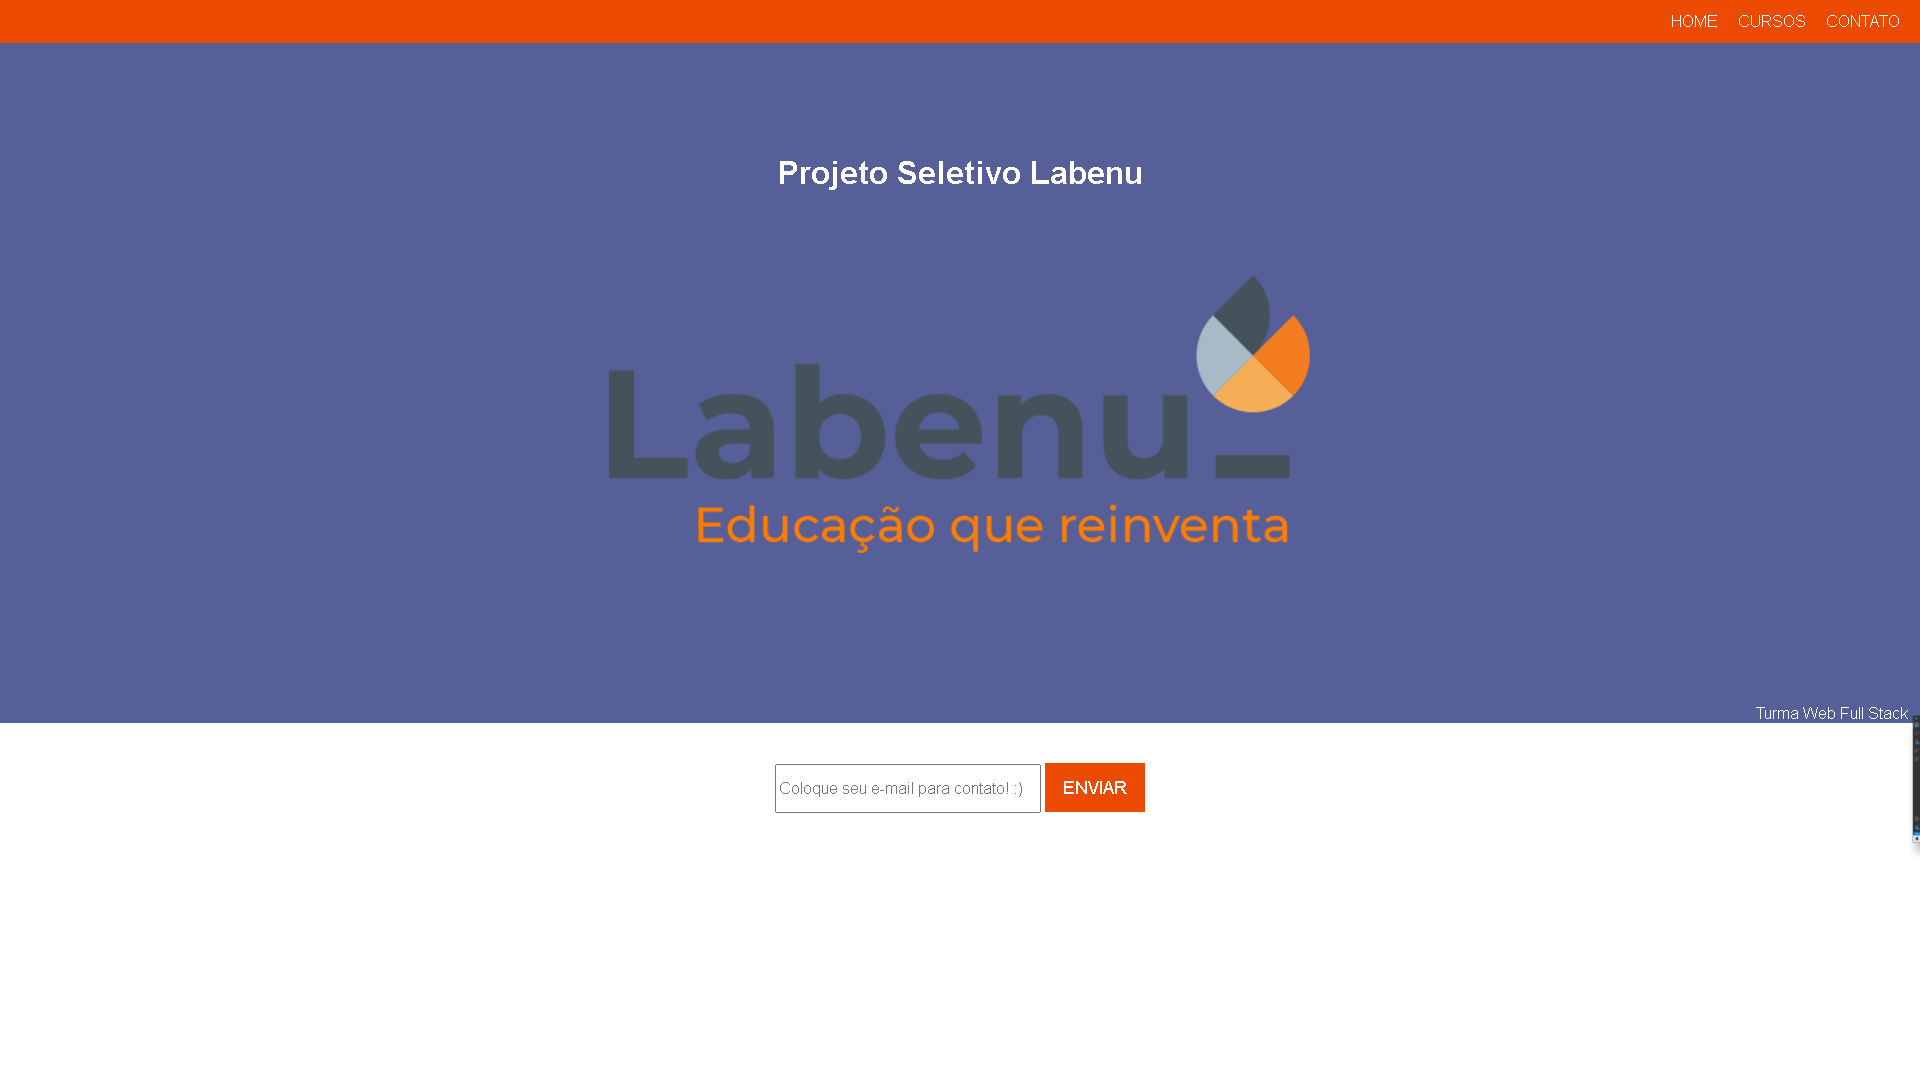 HOME CURSOS CONTATO
Projeto Seletivo Labenu
Labenu_
Educação que reinventa
Turma Web Full Stack
Coloque seu e-mail para contato! :) ENVIAR